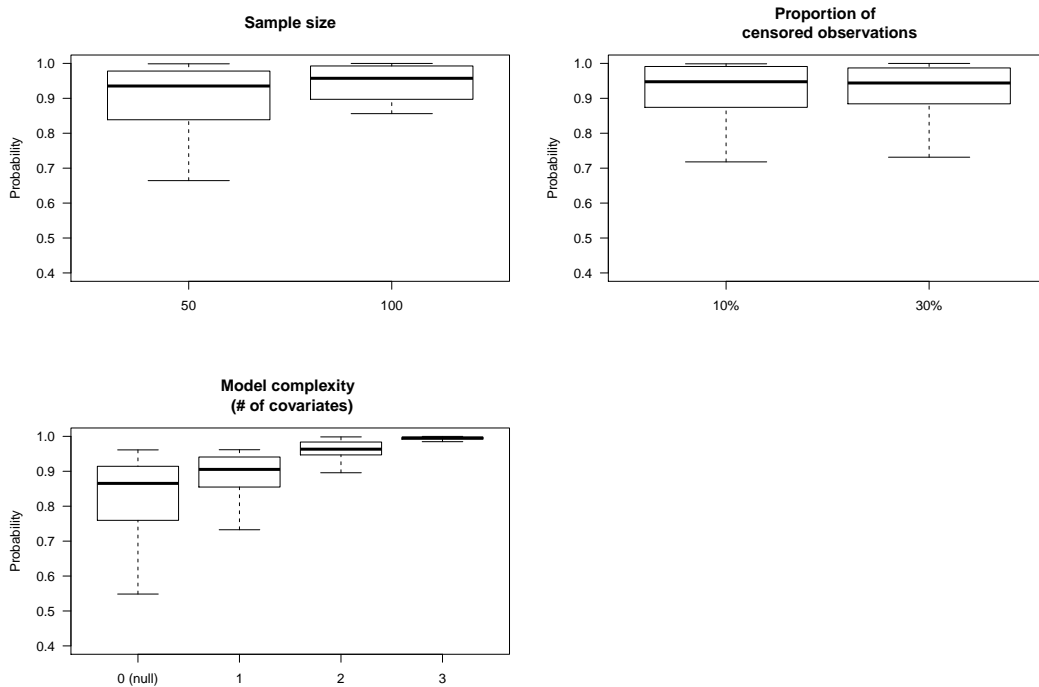 Sample size
Probability
1.0
0.9
0.8
0.7
0.6
0.5
0.4
50 100
Proportion of
censored observations
Probability
1.0
0.9
0.8
0.7
0.6
0.5
0.4
10% 30%
Model complexity
(# of covariates)
Probability
1.0
0.9
0.8
0.7
0.6
0.5
0.4
0 (null) 1 2 3